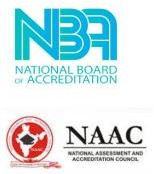 NBA
NATIONAL BOARD
OF ACCREDITATION
NAAC
NATIONAL ASSESSMENT AND
ACCREDITATION COUNCIL